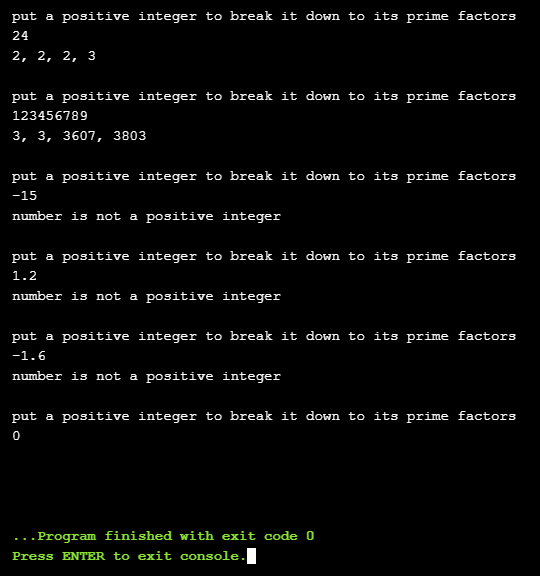 put a positive integer to break it down to its prime factors
24
2, 2, 2, 3
put a positive integer to break it down to its prime factors
123456789
3, 3, 3607, 3803
put a positive integer to break it down to its prime factors
-15
number is not a positive integer
put a positive integer to break it down to its prime factors
1.2
number is not a positive integer
put a positive integer to break it down to its prime factors
-1.6
number is not a positive integer
put a positive integer to break it down to its prime factors
0
...Program finished with exit code 0
Press ENTER to exit console.